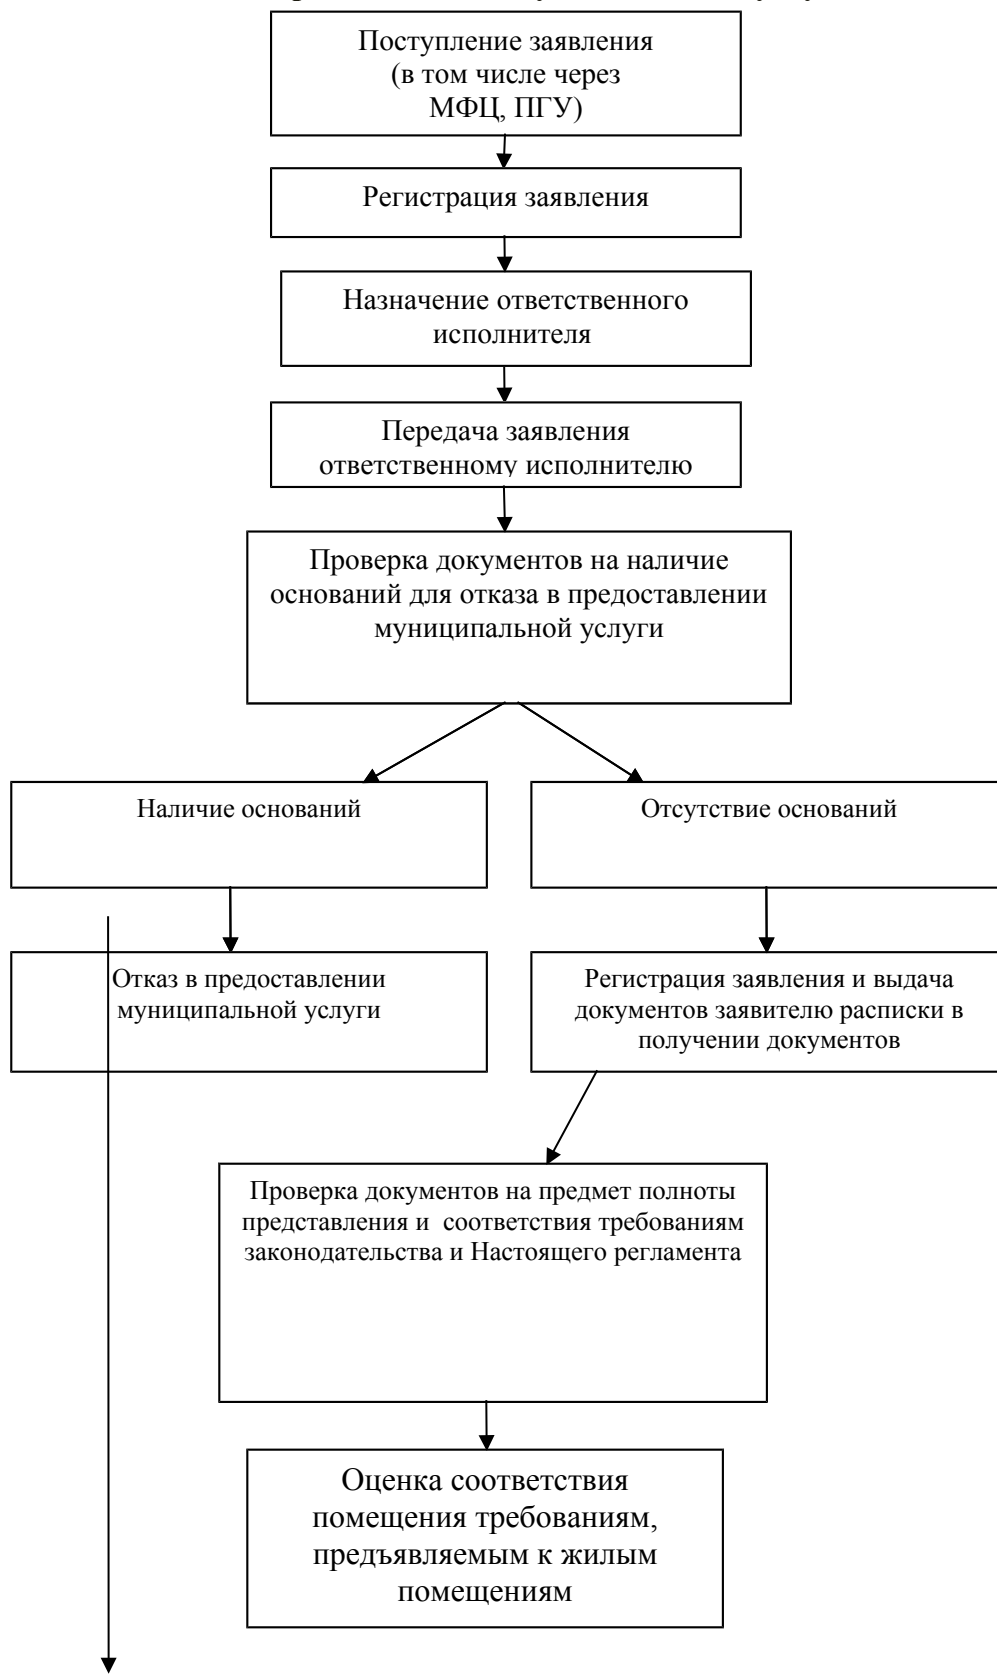 Поступление заявления
(в том числе через
МФЦ, ПГУ)
Регистрация заявления
Назначение ответственного
исполнителя
Передача заявления
ответственному исполнителю
Проверка документов на наличие
оснований для отказа в предоставлении
муниципальной услуги
Наличие оснований
Отсутствие оснований
Отказ в предоставлении
муниципальной услуги
Регистрация заявления и выдача
документов заявителю расписки в
получении документов
Проверка документов на предмет полноты
представления и соответствия требованиям
законодательства и Настоящего регламента
Оценка соответствия
помещения требованиям,
предъявляемым к жилым
помещениям